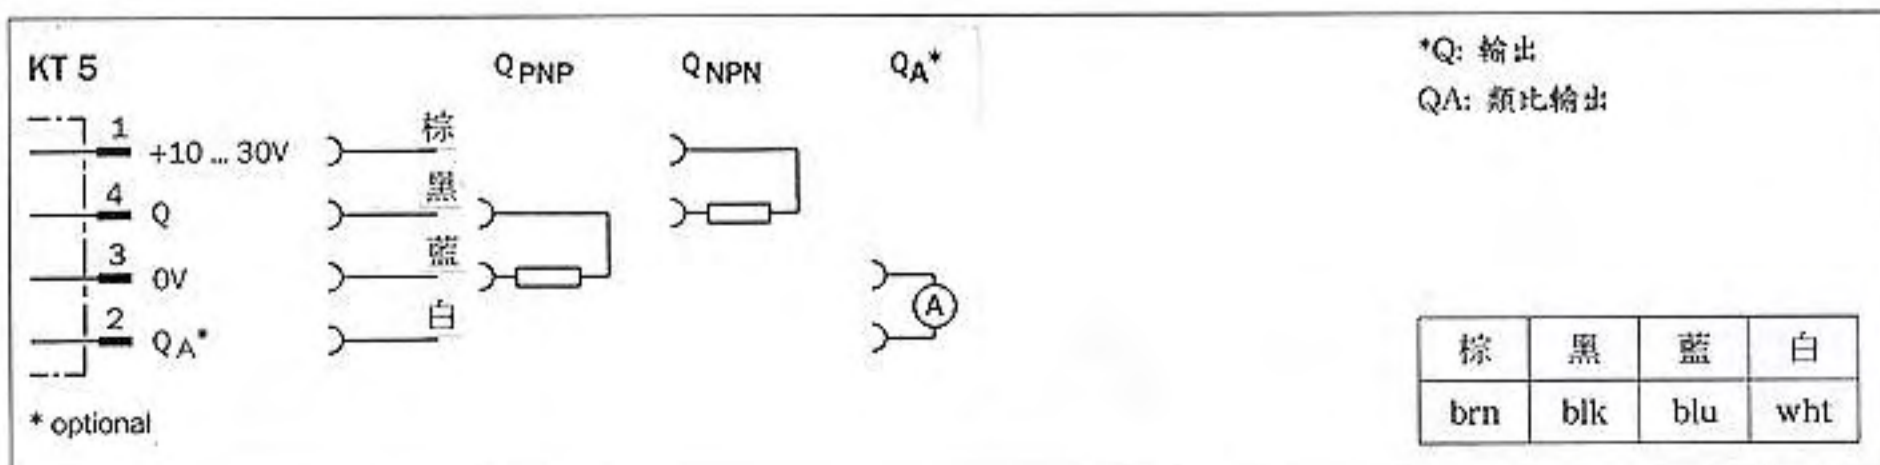 KT 5 QPNP QNPN QA* *Q: 輸出
QA: 類比輸出
1 +10 ... 30V 棕
4 Q 黑
3 0V 藍
2 QA* 白
A
* optional
棕 黑 藍 白
brn blk blu wht